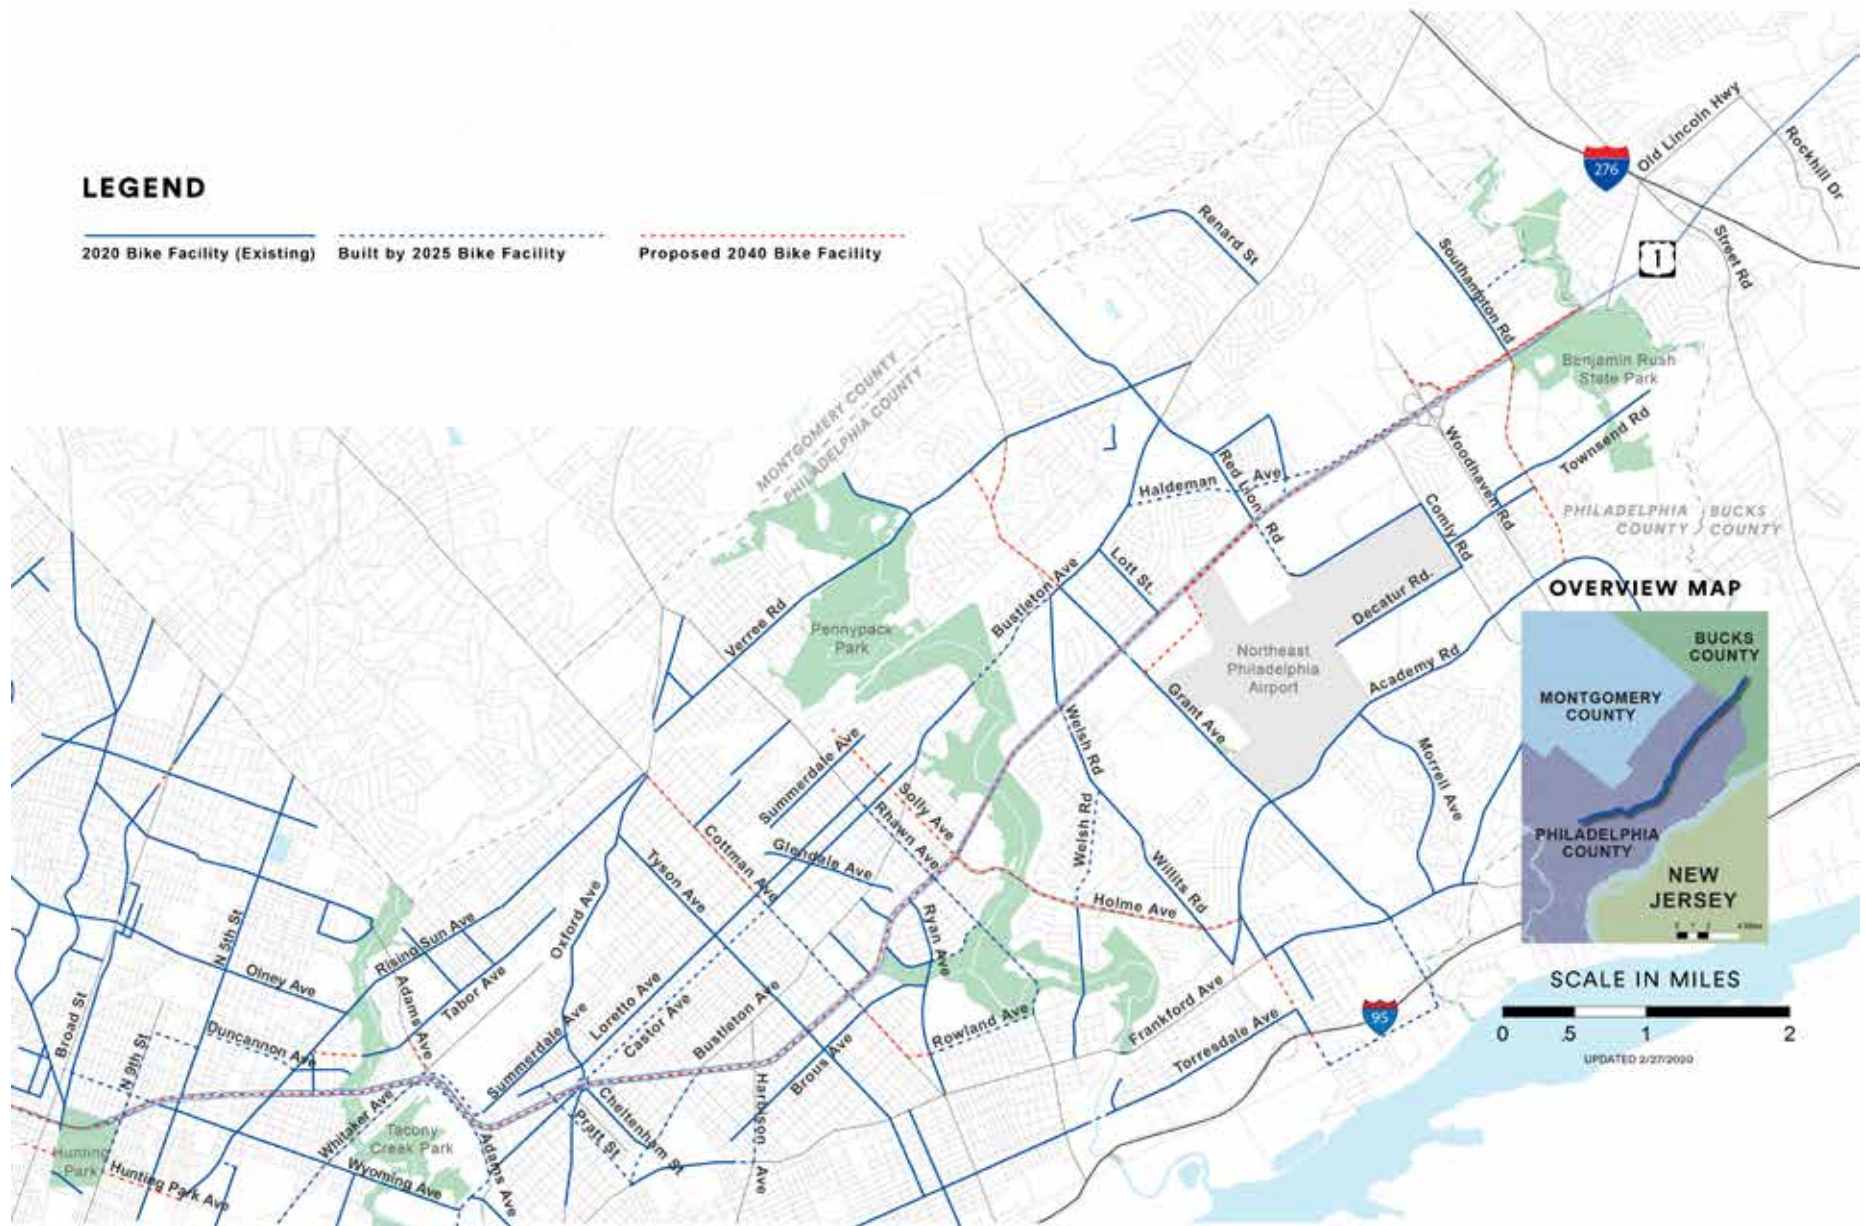 LEGEND
2020 Bike Facility (Existing)
Built by 2025 Bike Facility
Proposed 2040 Bike Facility
276
Old Lincoln Hwy
Rockhill Dr
1
Street Rd
Renard St
Southampton Rd
Benjamin Rush
State Park
MONTGOMERY COUNTY
PHILADELPHIA COUNTY
Townsend Rd
Woodhaven Rd
Haldeman Ave
Red Lion Rd
Comly Rd
PHILADELPHIA
COUNTY
BUCKS
COUNTY
Bustleton Ave
Lott St.
Decatur Rd.
Verree Rd
Pennypack
Park
Northeast
Philadelphia
Airport
Academy Rd
Grant Ave
Welsh Rd
Morrell Ave
Summerdale Ave
Solly Ave
Rhawn Ave
Welsh Rd
Cottman Ave
Glendale Ave
Tyson Ave
Willits Rd
Holme Ave
Oxford Ave
Ryan Ave
N 5th St
Rising Sun Ave
Olney Ave
Adams Ave
Tabor Ave
Loretto Ave
Castor Ave
Bustleton Ave
Broad St
Duncannon Ave
N 9th St
Summerdale Ave
Brous Ave
Rowland Ave
Frankford Ave
Torresdale Ave
95
Harbison Ave
Cheltenham St
Pratt St
Whitaker Ave
Tacony
Creek Park
Adams Ave
Wyoming Ave
Hunting
Park
Hunting Park Ave
OVERVIEW MAP
BUCKS
COUNTY
MONTGOMERY
COUNTY
PHILADELPHIA
COUNTY
NEW
JERSEY
4 Miles
SCALE IN MILES
0 .5 1 2
UPDATED 2/27/2020